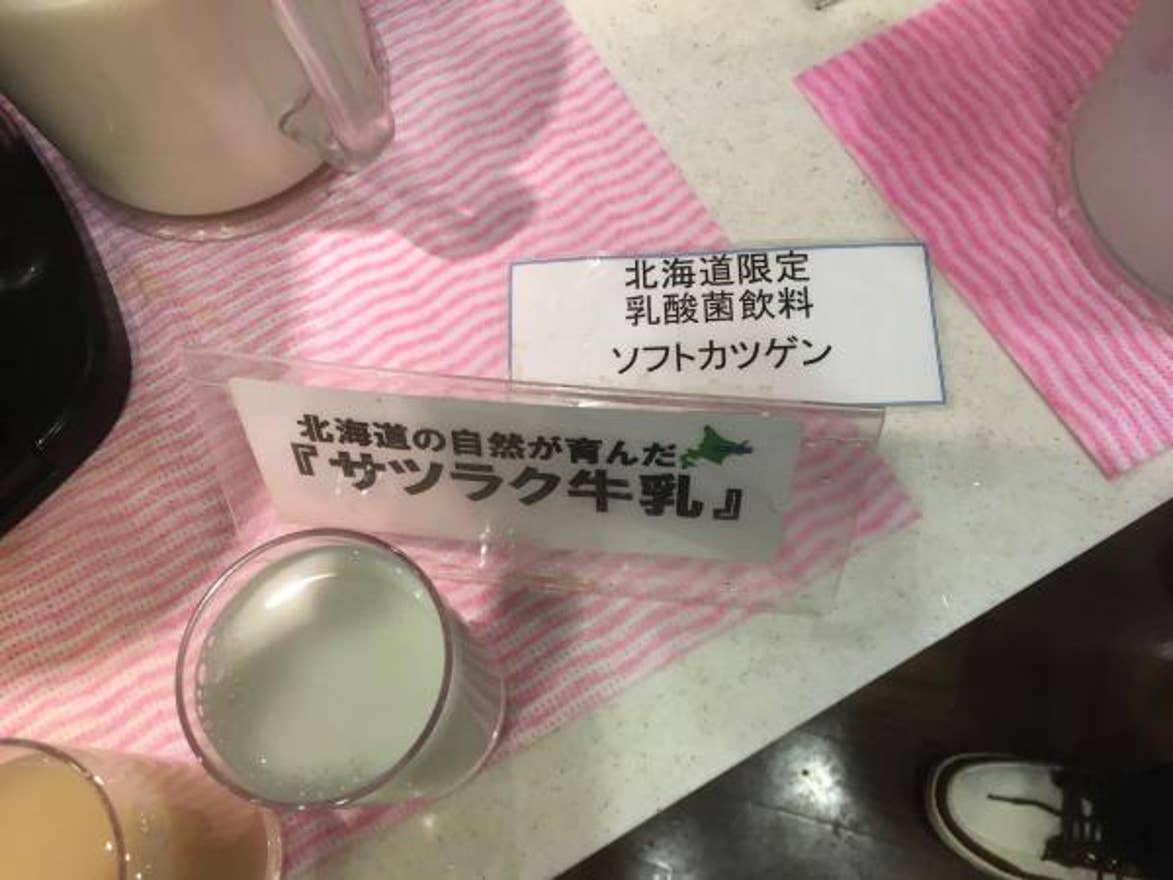 北海道限定
乳酸菌飲料
ソフトカツゲン
北海道の自然が育んだ
『サツラク牛乳』